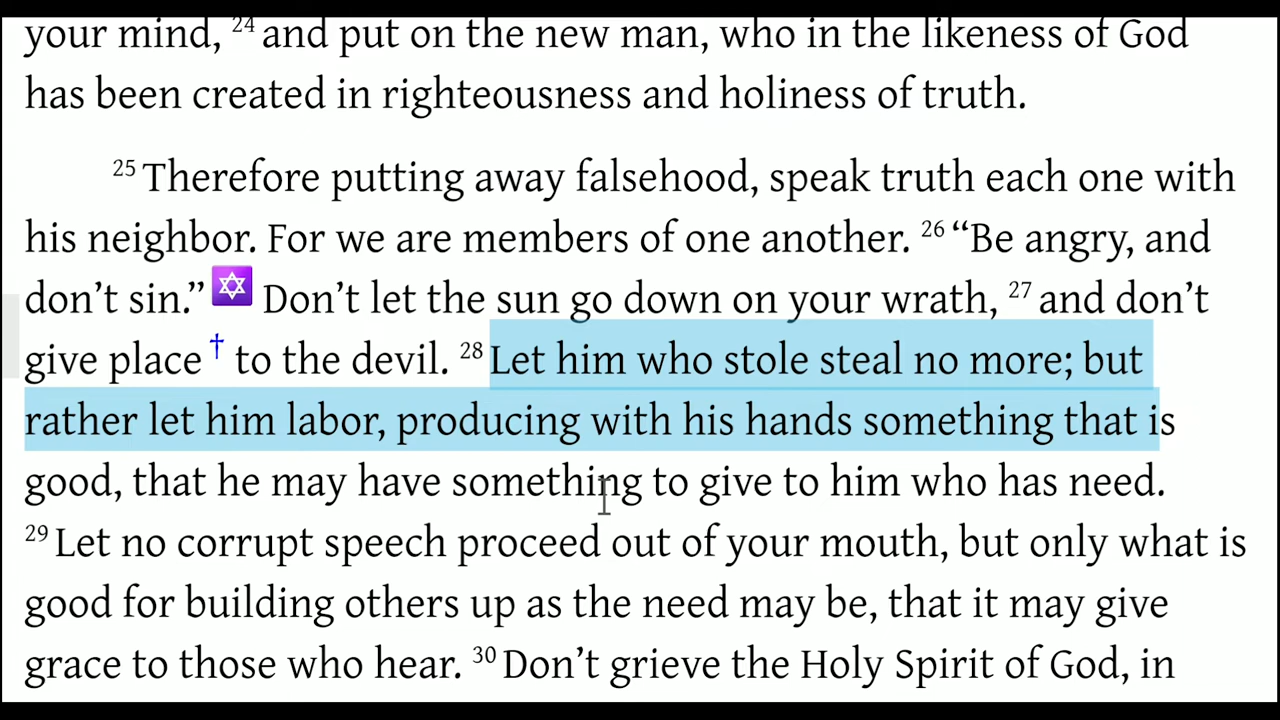 your mind, 24 and put on the new man, who in the likeness of God
has been created in righteousness and holiness of truth.
25 Therefore putting away falsehood, speak truth each one with
his neighbor. For we are members of one another. 26 “Be angry, and
don’t sin.”✡ Don’t let the sun go down on your wrath, 27 and don’t
give place † to the devil. 28 Let him who stole steal no more; but
rather let him labor, producing with his hands something that is
good, that he may have something to give to him who has need.
29 Let no corrupt speech proceed out of your mouth, but only what is
good for building others up as the need may be, that it may give
grace to those who hear. 30 Don’t grieve the Holy Spirit of God, in